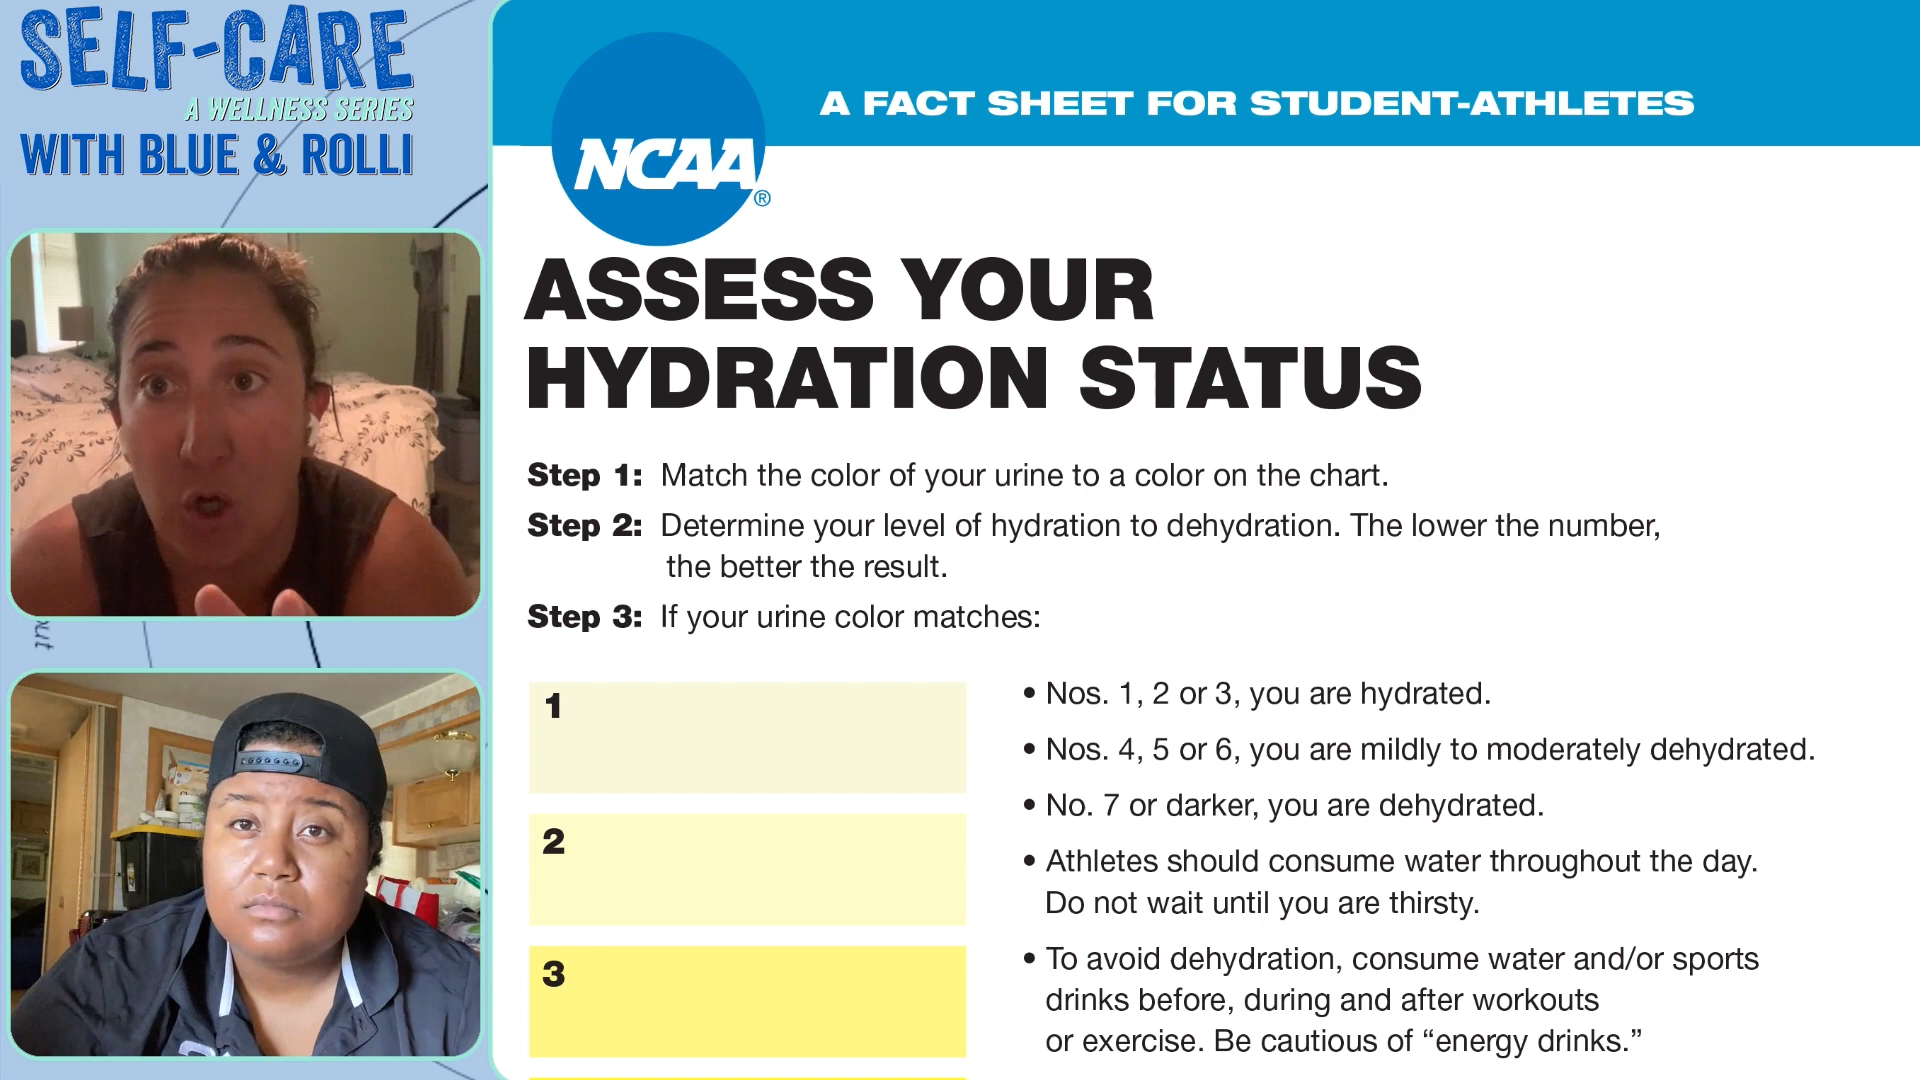 SELF-CARE
A WELLNESS SERIES
WITH BLUE & ROLLI
A FACT SHEET FOR STUDENT-ATHLETES
NCAA®
ASSESS YOUR
HYDRATION STATUS
Step 1: Match the color of your urine to a color on the chart.
Step 2: Determine your level of hydration to dehydration. The lower the number,
the better the result.
Step 3: If your urine color matches:
1
2
3
• Nos. 1, 2 or 3, you are hydrated.
• Nos. 4, 5 or 6, you are mildly to moderately dehydrated.
• No. 7 or darker, you are dehydrated.
• Athletes should consume water throughout the day.
Do not wait until you are thirsty.
• To avoid dehydration, consume water and/or sports
drinks before, during and after workouts
or exercise. Be cautious of “energy drinks.”